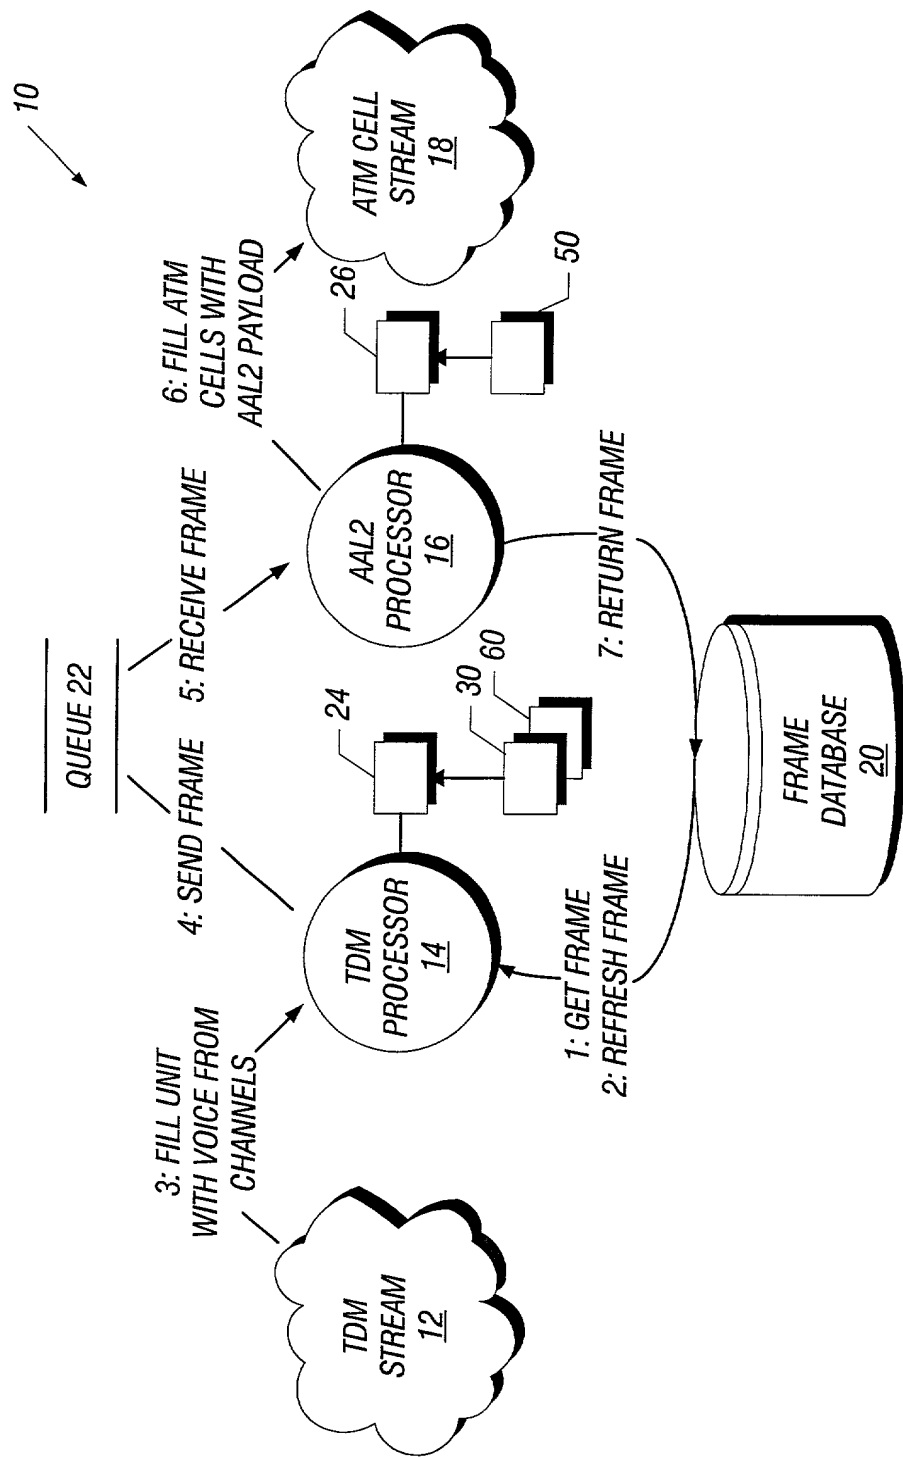 10
QUEUE 22
3: FILL UNIT
WITH VOICE FROM
CHANNELS
4: SEND FRAME
5: RECEIVE FRAME
6: FILL ATM
CELLS WITH
AAL2 PAYLOAD
TDM
STREAM
12
TDM
PROCESSOR
14
24
30
60
AAL2
PROCESSOR
16
26
50
ATM CELL
STREAM
18
1: GET FRAME
2: REFRESH FRAME
7: RETURN FRAME
FRAME
DATABASE
20